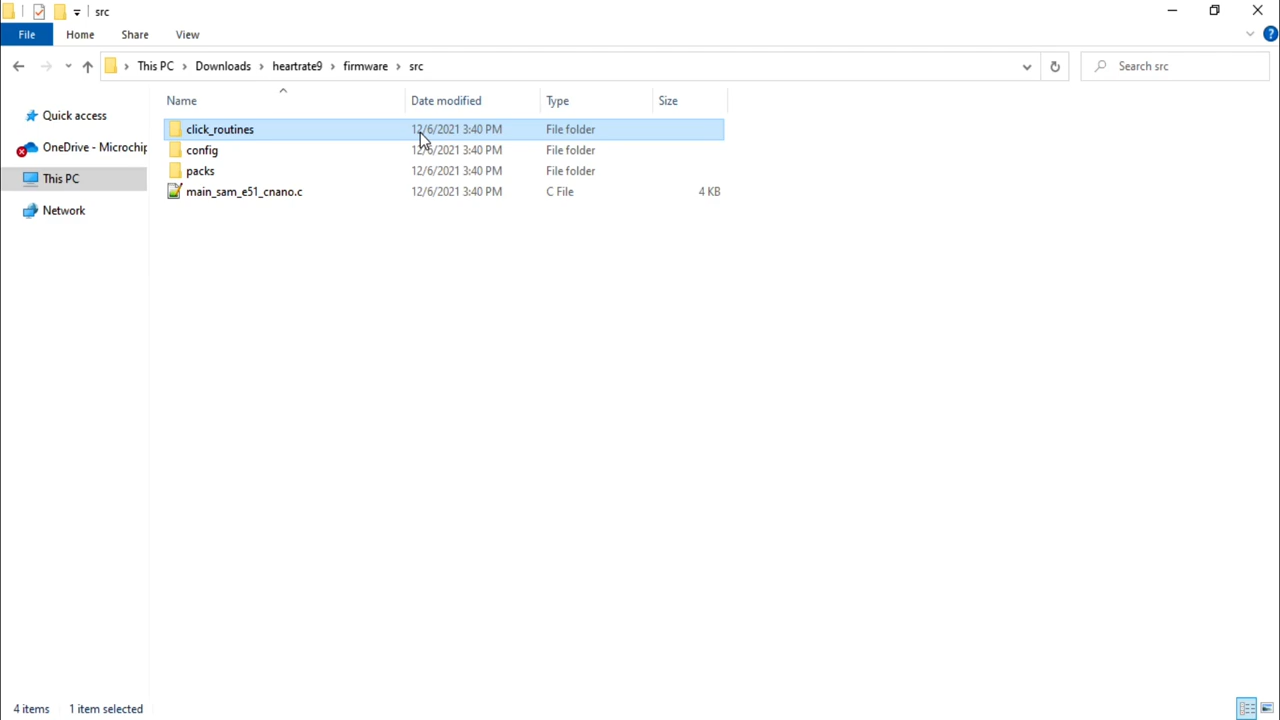 src
File Home Share View
This PC Downloads heartrate9 firmware src
Search src
Name Date modified Type Size
Quick access
OneDrive - Microchip
This PC
Network
click_routines 12/6/2021 3:40 PM File folder
config 12/6/2021 3:40 PM File folder
packs 12/6/2021 3:40 PM File folder
main_sam_e51_cnano.c 12/6/2021 3:40 PM C File 4 KB
4 items 1 item selected